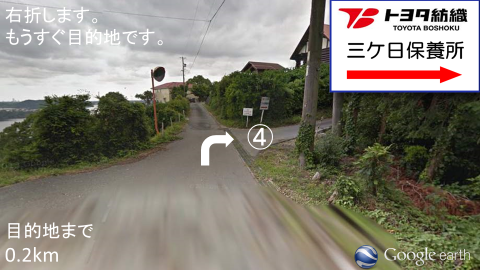 右折します。
もうすぐ目的地です。
トヨタ紡織
TOYOTA BOSHOKU
三ケ日保養所
④
目的地まで
0.2km
Google earth